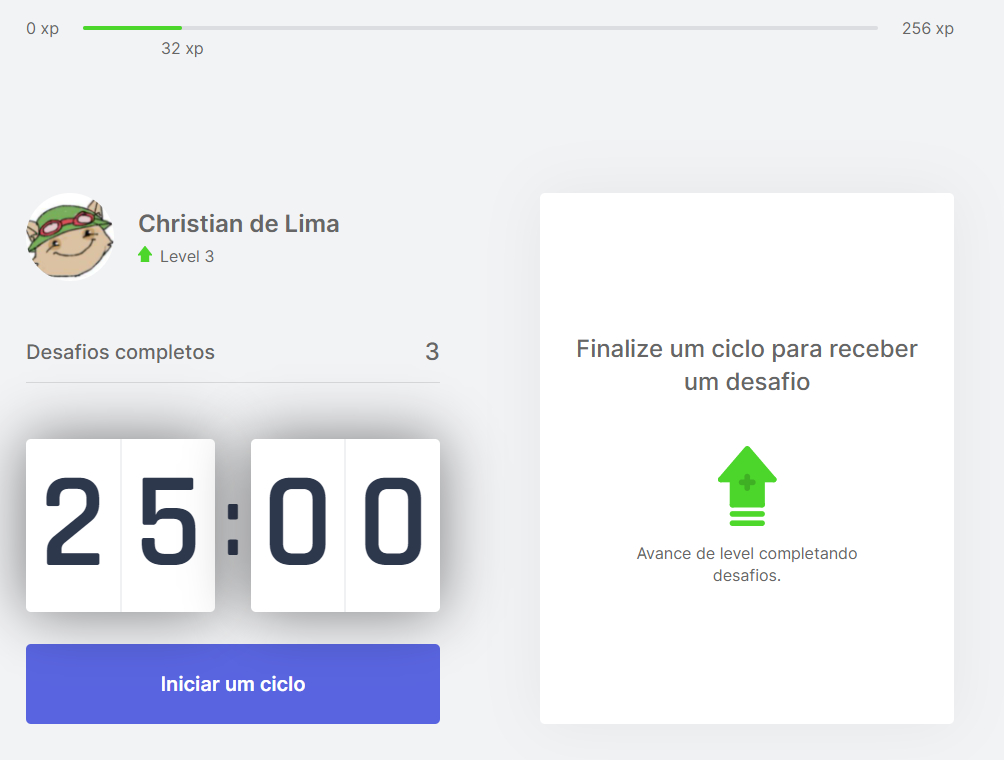 0 xp
256 xp
32 xp
Christian de Lima
Level 3
Desafios completos
3
25:00
Iniciar um ciclo
Finalize um ciclo para receber
um desafio
Avance de level completando
desafios.